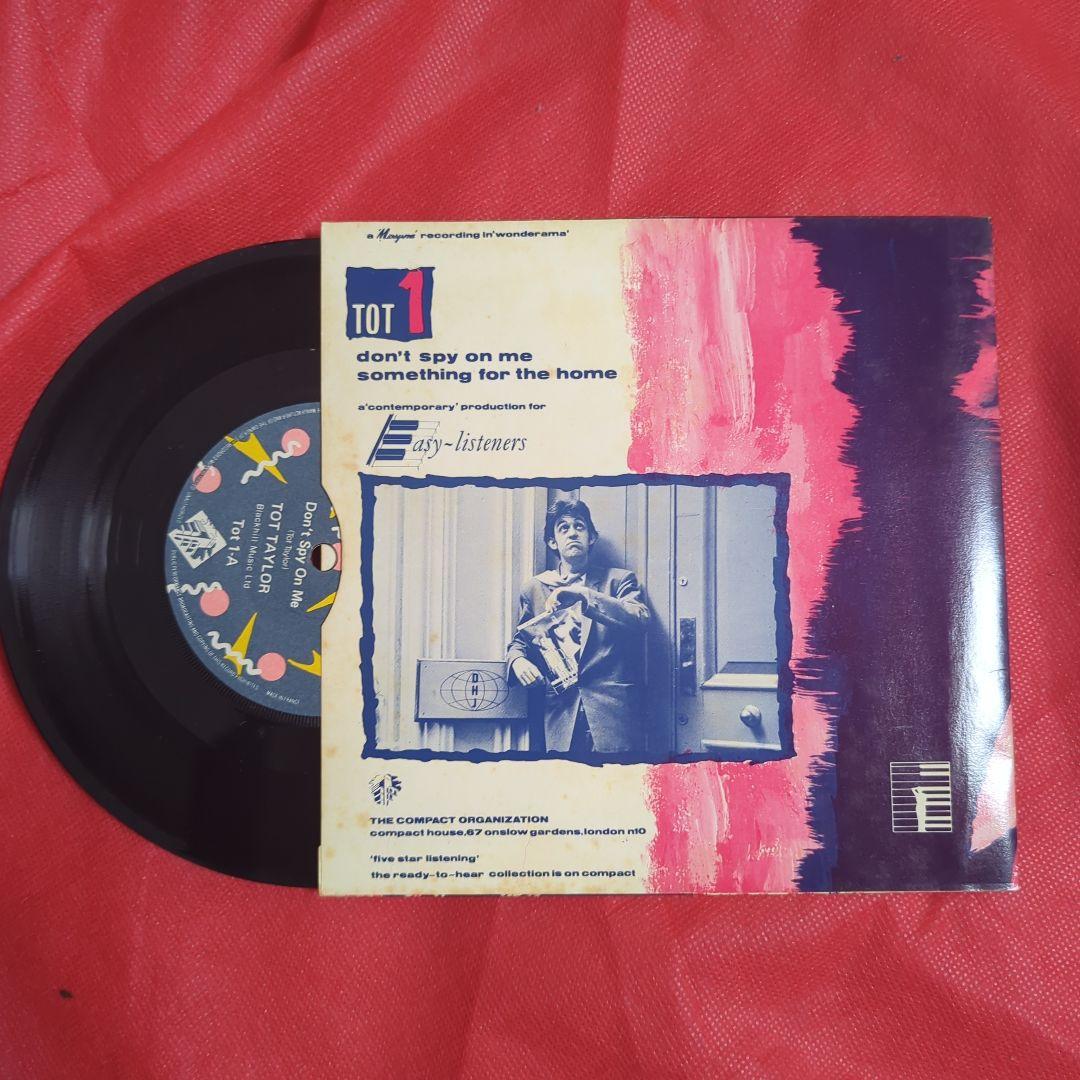 a 'Mayme' recording in 'wonderama'
TOT 1
don't spy on me
something for the home
a 'contemporary' production for
Easy~listeners
DHJ
THE COMPACT ORGANIZATION
compact house, 67 onslow gardens, london n10
'five star listening'
the ready-to-hear collection is on compact
Don't Spy On Me
(Tot Taylor)
TOT TAYLOR
Blackhill Music Ltd
Tot 1-A
MADE IN FRANCE